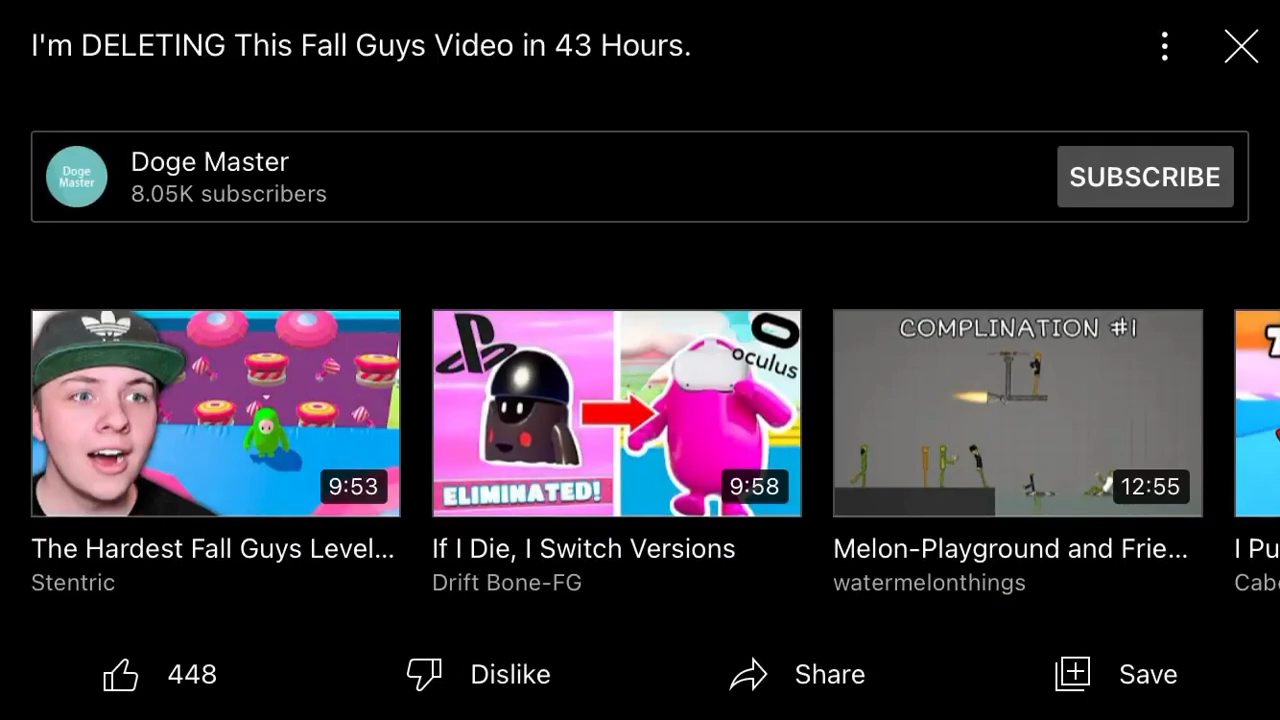 I'm DELETING This Fall Guys Video in 43 Hours.
Doge
Master
Doge Master
8.05K subscribers
SUBSCRIBE
9:53
oculus
ELIMINATED!
9:58
COMPLINATION #1
12:55
The Hardest Fall Guys Level...
Stentric
If I Die, I Switch Versions
Drift Bone-FG
Melon-Playground and Frie...
watermelonthings
I Pu
Cab
448
Dislike
Share
Save